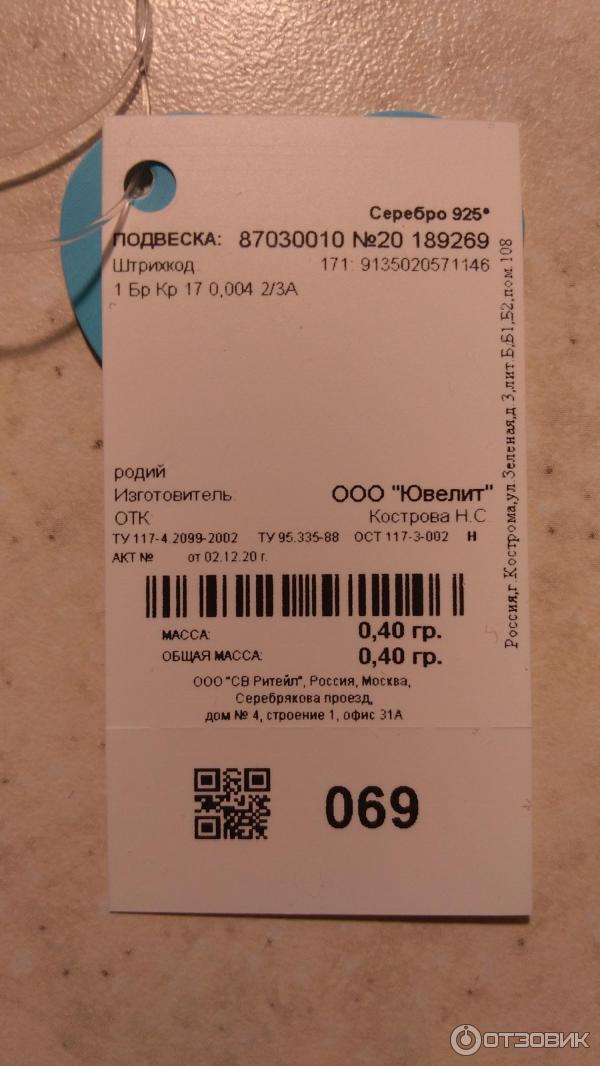 Серебро 925°
ПОДВЕСКА: 87030010 №20 189269
Штрихкод 171: 9135020571146
1 Бр Кр 17 0,004 2/3А
родий
Изготовитель ООО "Ювелит"
ОТК Кострова Н.С
ТУ 117-4.2099-2002 ТУ 95.335-88 ОСТ 117-3-002 Н
АКТ № от 02.12.20 г.
МАССА: 0,40 гр.
ОБЩАЯ МАССА: 0,40 гр.
ООО "СВ Ритейл", Россия, Москва,
Серебрякова проезд,
дом № 4, строение 1, офис 31А
069
Россия,г.Кострома,ул.Зеленая,д 3,лит.Б,Б1,Б2,пом.108
ОТЗОВИК